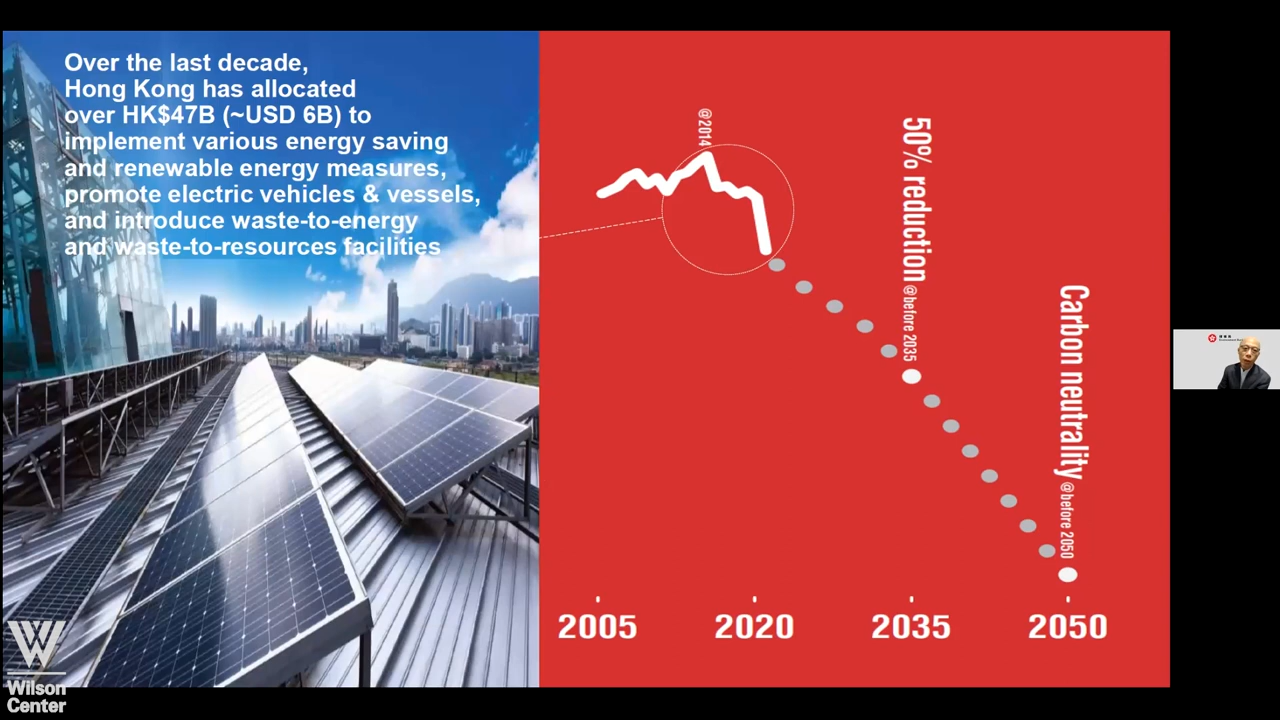 Over the last decade,
Hong Kong has allocated
over HK$47B (~USD 6B) to
implement various energy saving
and renewable energy measures,
promote electric vehicles & vessels,
and introduce waste-to-energy
and waste-to-resources facilities
@2014
50% reduction @before 2035
Carbon neutrality @before 2050
2005 2020 2035 2050
Wilson
Center